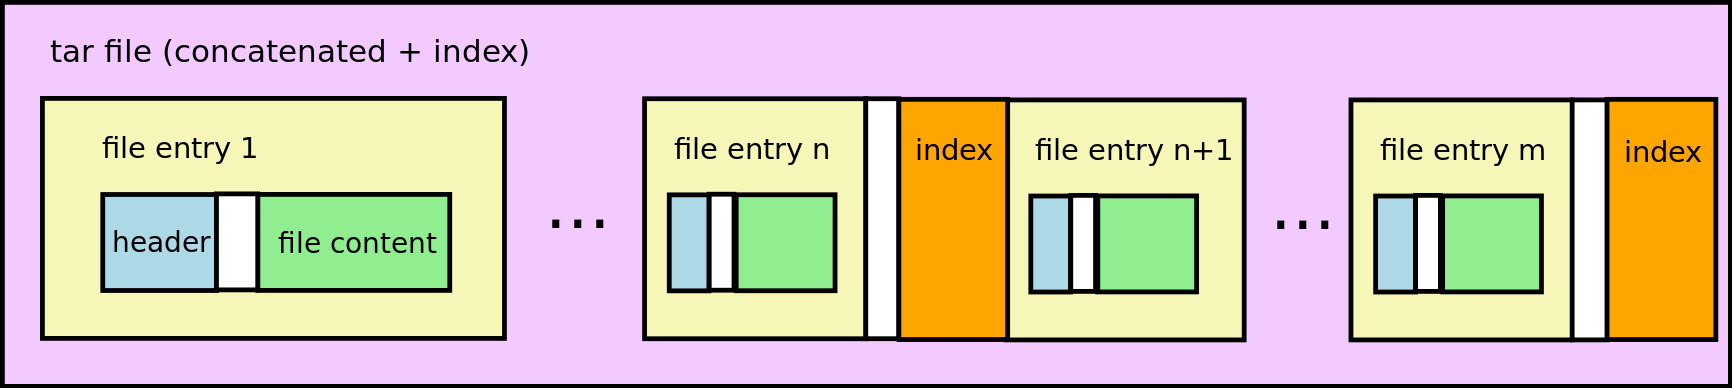 tar file (concatenated + index)
file entry 1
header
file content
...
file entry n
index
file entry n+1
...
file entry m
index